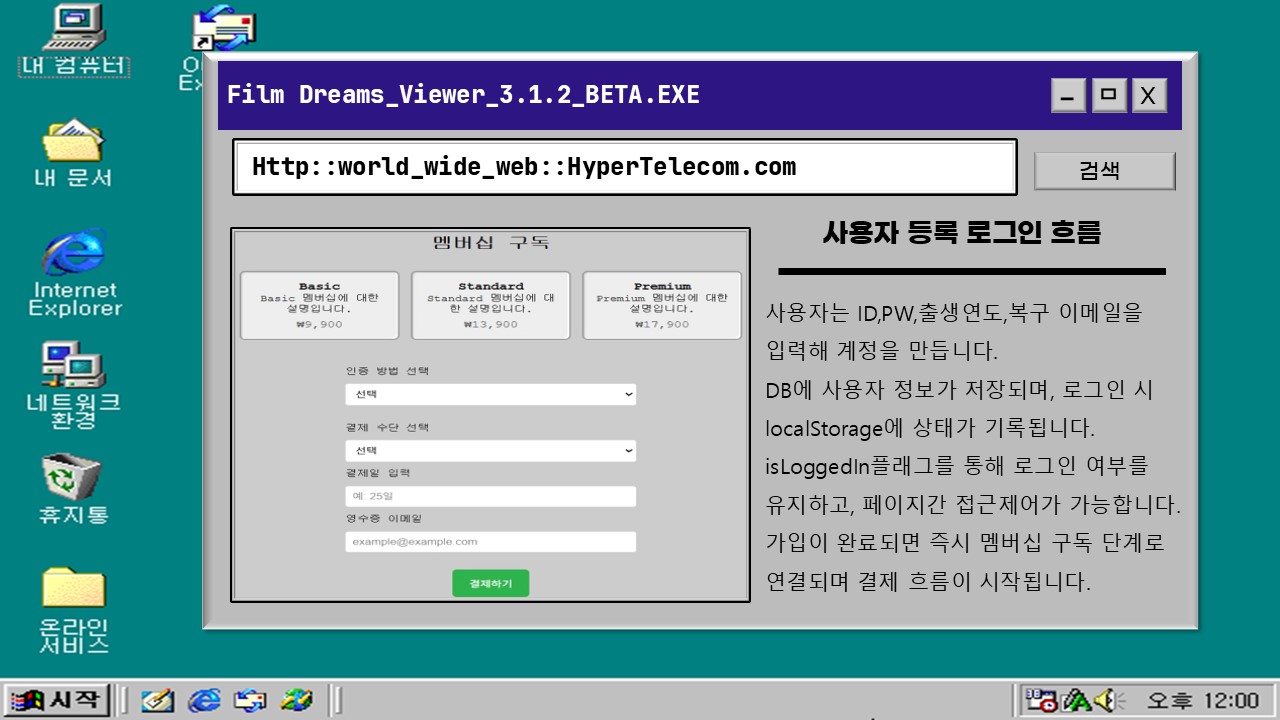 내 컴퓨터
O
Ex
내 문서
Internet
Explorer
네트워크
환경
휴지통
온라인
서비스
Film Dreams_Viewer_3.1.2_BETA.EXE
X
Http::world_wide_web::HyperTelecom.com
검색
멤버십 구독
Basic
Basic 멤버십에 대한
설명입니다.
₩9,900
Standard
Standard 멤버십에 대
한 설명입니다.
₩13,900
Premium
Premium 멤버십에 대한
설명입니다.
₩17,900
인증 방법 선택
선택
결제 수단 선택
선택
결제일 입력
예: 25일
영수증 이메일
example@example.com
결제하기
사용자 등록 로그인 흐름
사용자는 ID,PW,출생연도,복구 이메일을
입력해 계정을 만듭니다.
DB에 사용자 정보가 저장되며, 로그인 시
localStorage에 상태가 기록됩니다.
isLoggedIn플래그를 통해 로그인 여부를
유지하고, 페이지간 접근제어가 가능합니다.
가입이 완료되면 즉시 멤버십 구독 단계로
연결되며 결제 흐름이 시작됩니다.
시작
오후 12:00